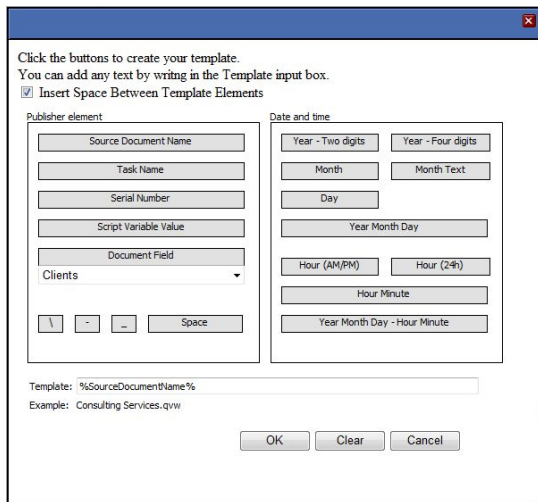 Click the buttons to create your template.
You can add any text by writng in the Template input box.
Insert Space Between Template Elements
Publisher element
Source Document Name
Task Name
Serial Number
Script Variable Value
Document Field
Clients
\ - _ Space
Date and time
Year - Two digits Year - Four digits
Month Month Text
Day
Year Month Day
Hour (AM/PM) Hour (24h)
Hour Minute
Year Month Day - Hour Minute
Template: %SourceDocumentName%
Example: Consulting Services.qvw
OK Clear Cancel